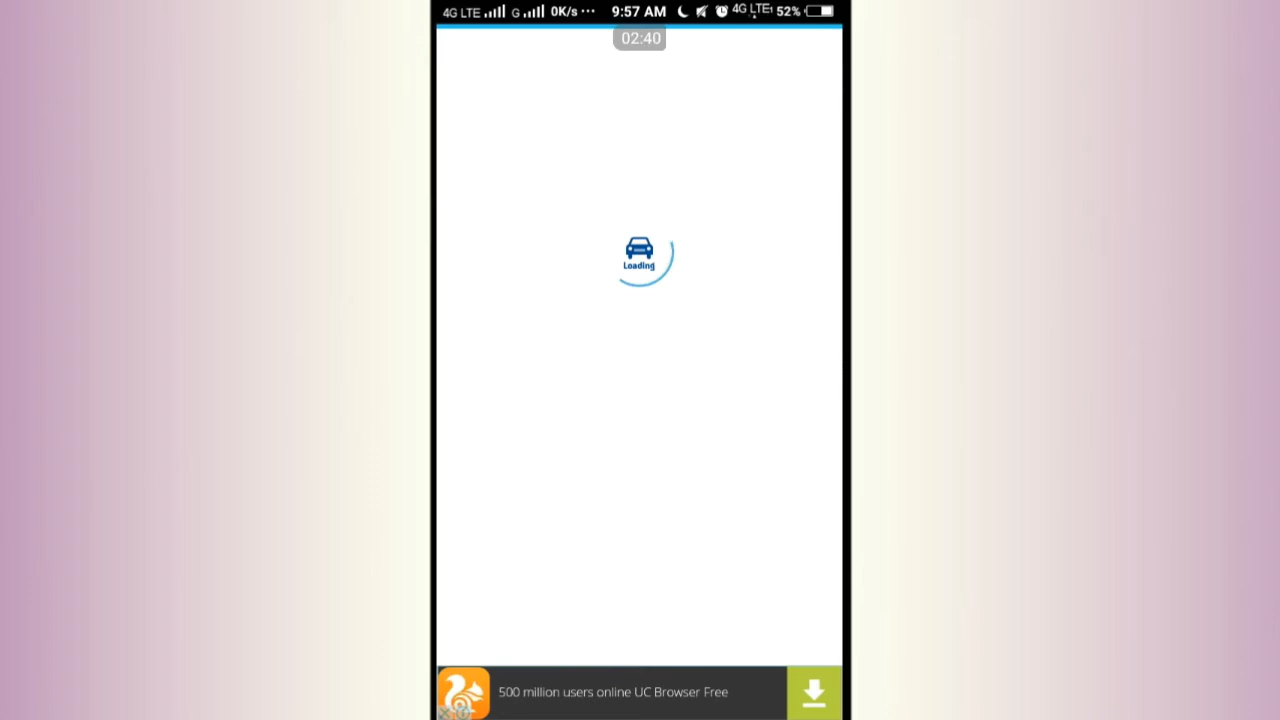 4G LTE G 0K/s ··· 9:57 AM 4G LTE 52%
02:40
Loading
500 million users online UC Browser Free